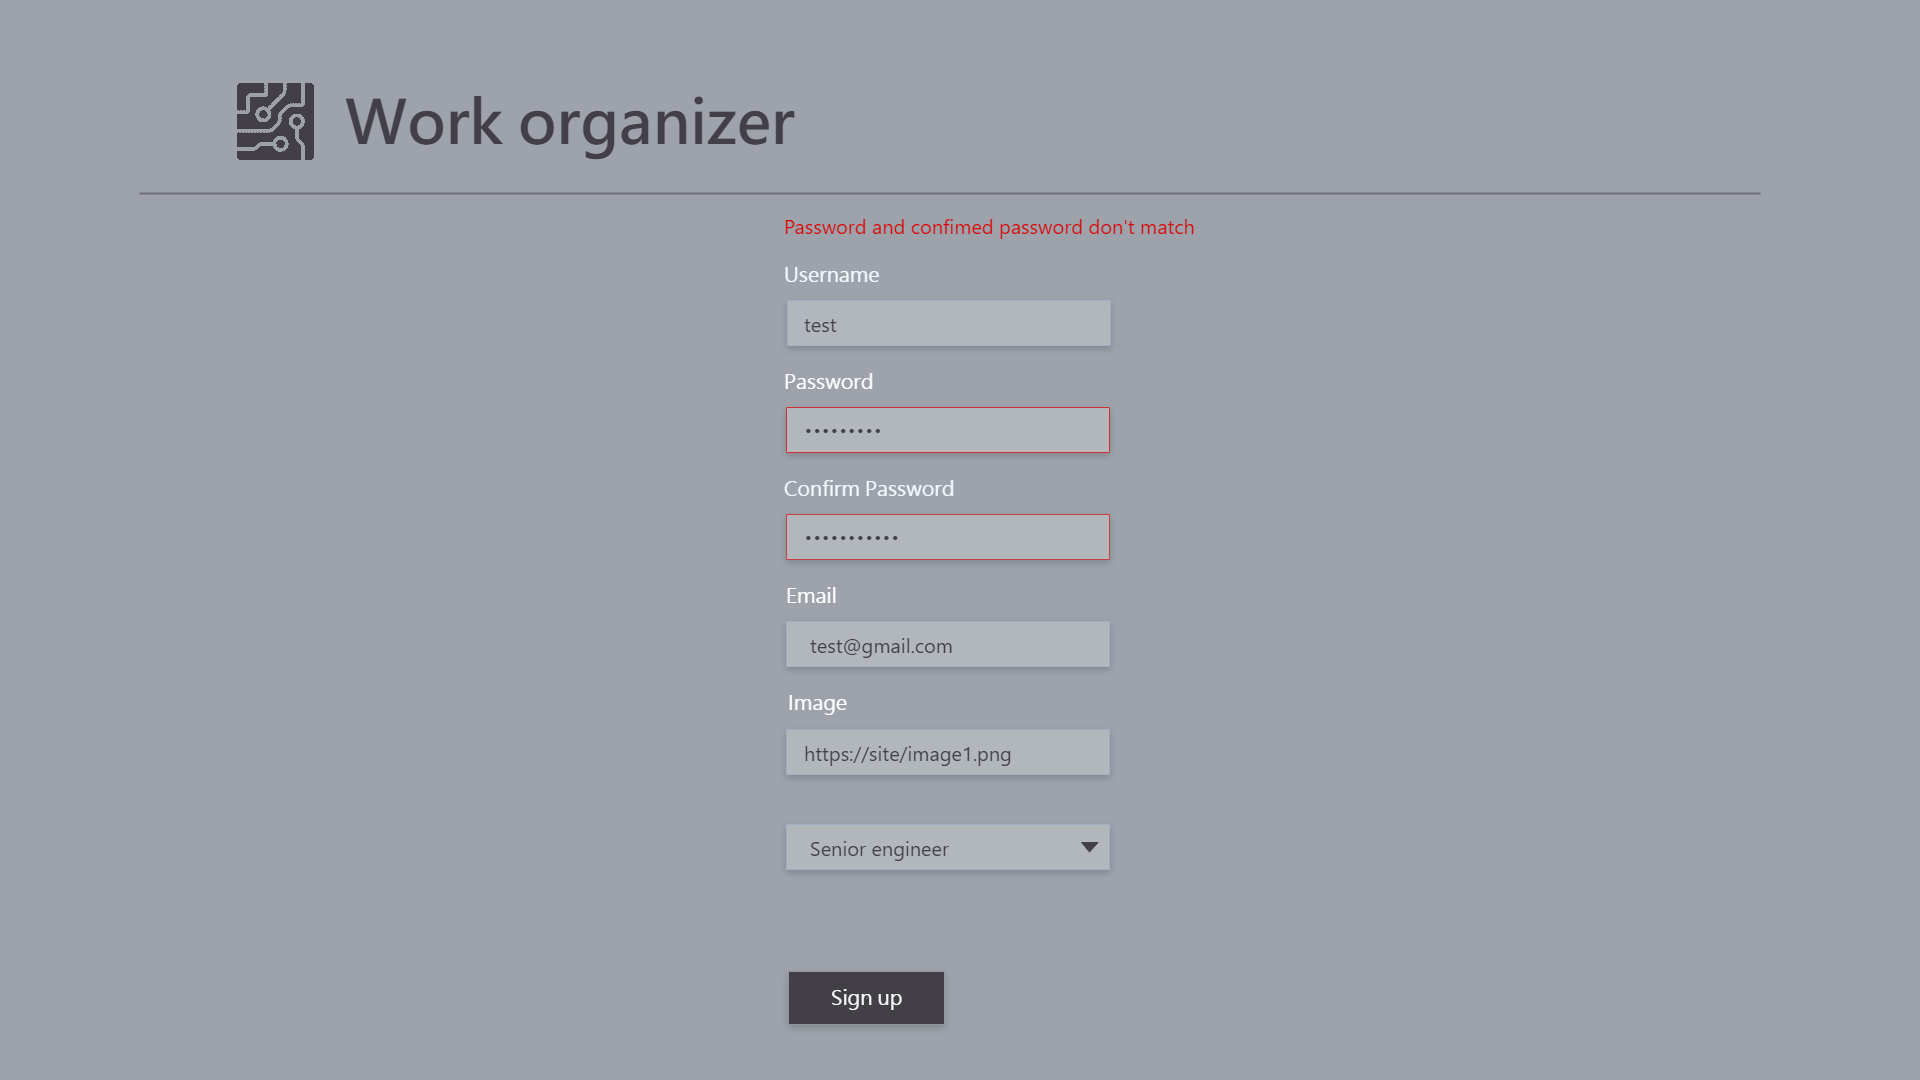 Work organizer
Password and confimed password don't match
Username
test
Password
•••••••••
Confirm Password
•••••••••••
Email
test@gmail.com
Image
https://site/image1.png
Senior engineer
Sign up